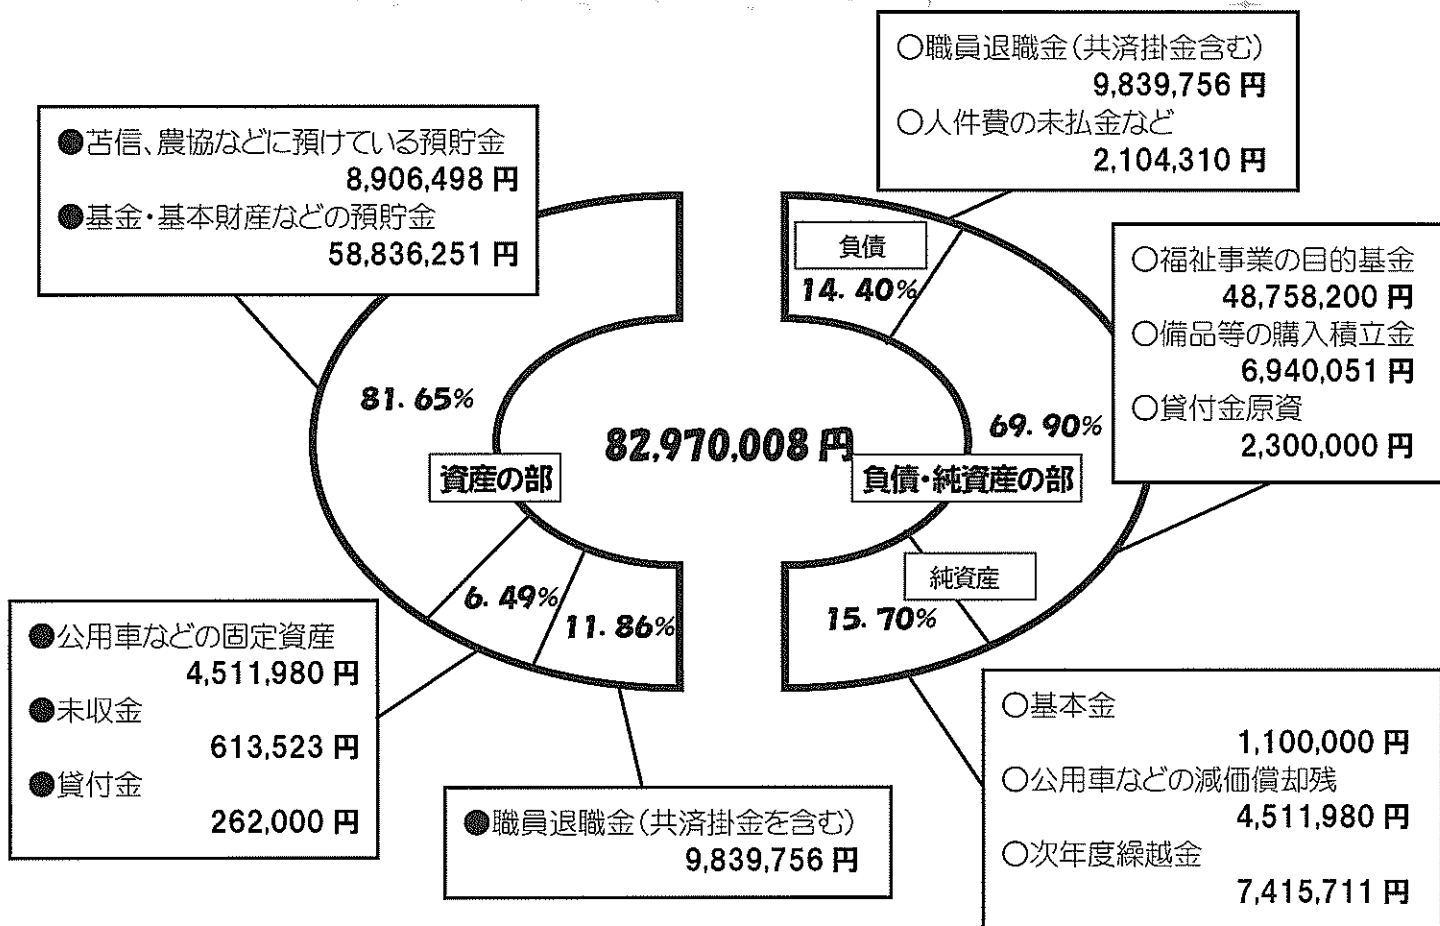 ○職員退職金(共済掛金含む)
9,839,756 円
○人件費の未払金など
2,104,310 円
●苫信、農協などに預けている預貯金
8,906,498 円
●基金・基本財産などの預貯金
58,836,251 円
負債
14.40%
○福祉事業の目的基金
48,758,200 円
○備品等の購入積立金
6,940,051 円
○貸付金原資
2,300,000 円
81.65%
82,970,008 円
69.90%
資産の部
負債・純資産の部
純資産
6.49%
11.86%
15.70%
●公用車などの固定資産
4,511,980 円
●未収金
613,523 円
●貸付金
262,000 円
●職員退職金(共済掛金を含む)
9,839,756 円
○基本金
1,100,000 円
○公用車などの減価償却残
4,511,980 円
○次年度繰越金
7,415,711 円